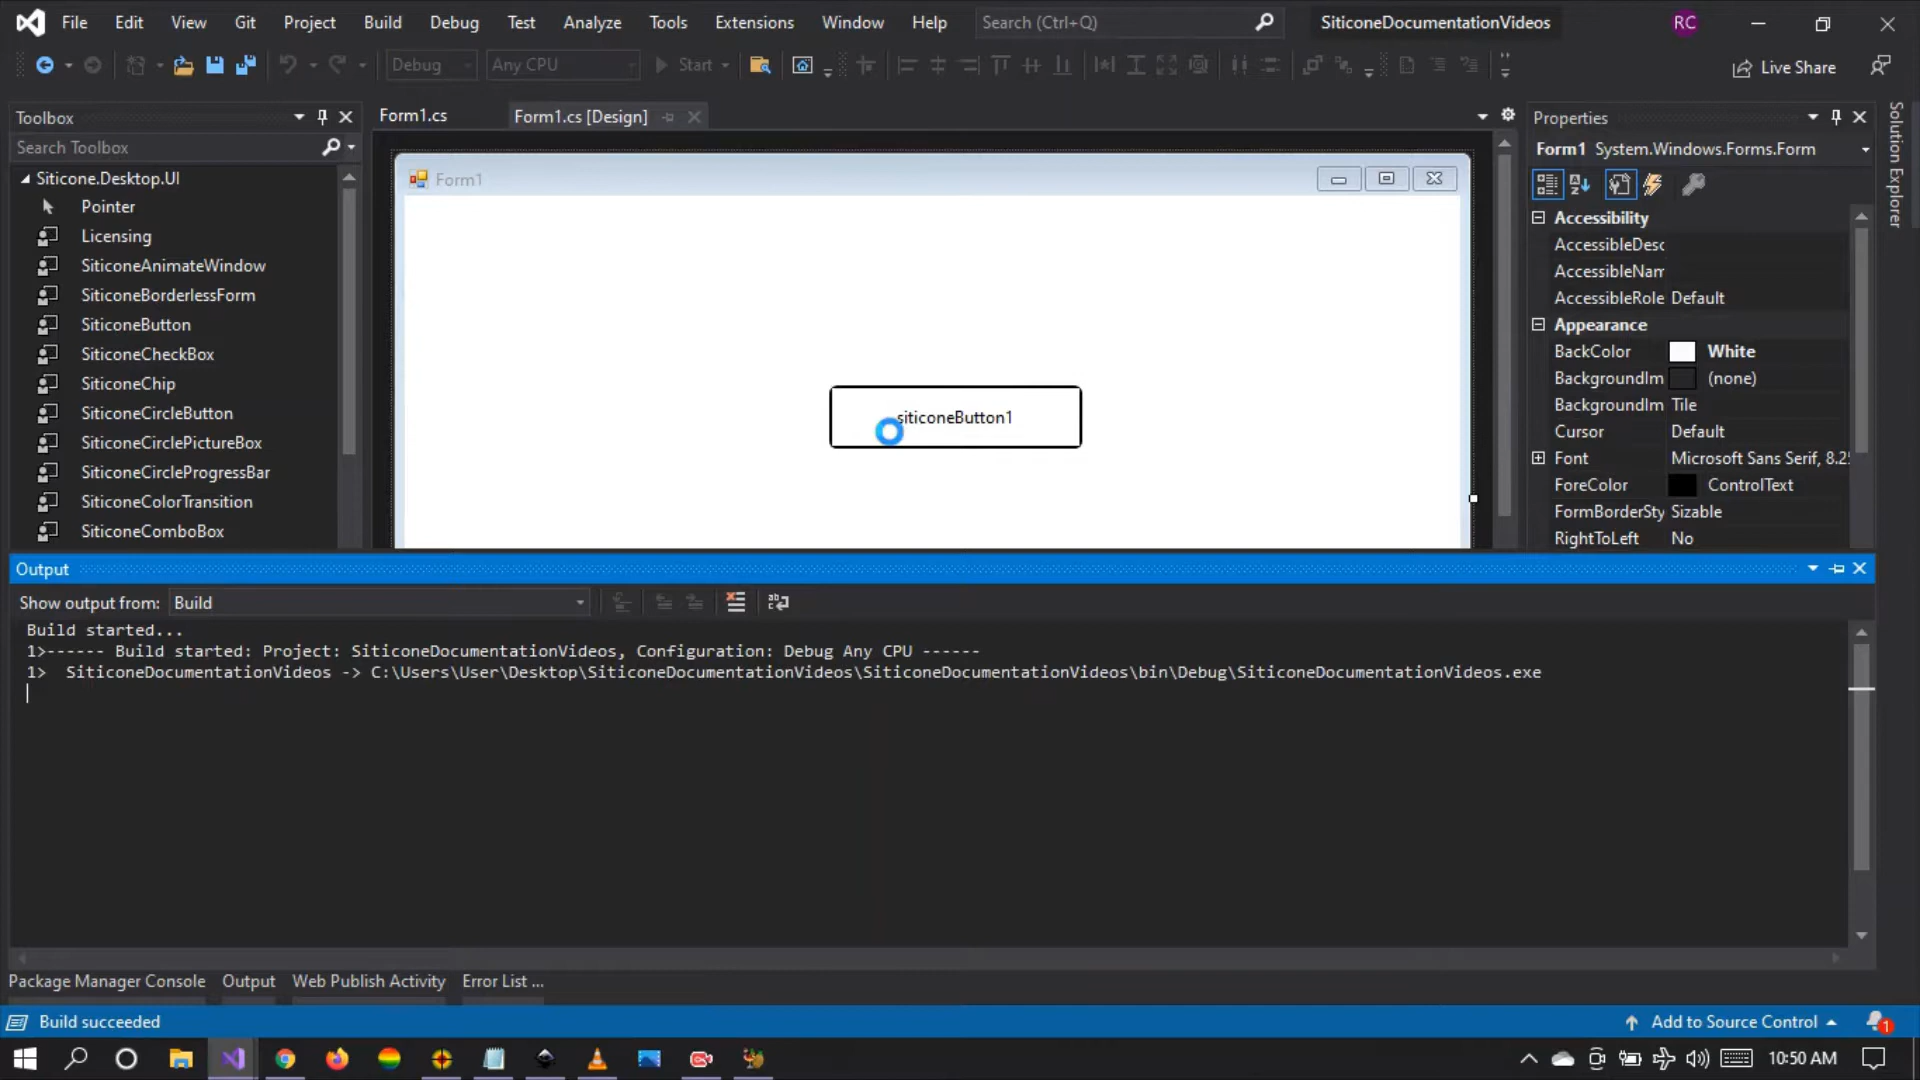 File Edit View Git Project Build Debug Test Analyze Tools Extensions Window Help Search (Ctrl+Q) SiticoneDocumentationVideos RC
Debug Any CPU Start Live Share
Toolbox
Search Toolbox
Siticone.Desktop.UI
Pointer
Licensing
SiticoneAnimateWindow
SiticoneBorderlessForm
SiticoneButton
SiticoneCheckBox
SiticoneChip
SiticoneCircleButton
SiticoneCirclePictureBox
SiticoneCircleProgressBar
SiticoneColorTransition
SiticoneComboBox
Form1.cs Form1.cs [Design]
Form1
siticoneButton1
Properties
Form1 System.Windows.Forms.Form
Accessibility
AccessibleDesc
AccessibleNam
AccessibleRole Default
Appearance
BackColor White
BackgroundIm (none)
BackgroundIm Tile
Cursor Default
Font Microsoft Sans Serif, 8.25
ForeColor ControlText
FormBorderSty Sizable
RightToLeft No
Solution Explorer
Output
Show output from: Build
Build started...
1>------ Build started: Project: SiticoneDocumentationVideos, Configuration: Debug Any CPU ------
1> SiticoneDocumentationVideos -> C:\Users\User\Desktop\SiticoneDocumentationVideos\SiticoneDocumentationVideos\bin\Debug\SiticoneDocumentationVideos.exe
Package Manager Console Output Web Publish Activity Error List ...
Build succeeded Add to Source Control 1
10:50 AM